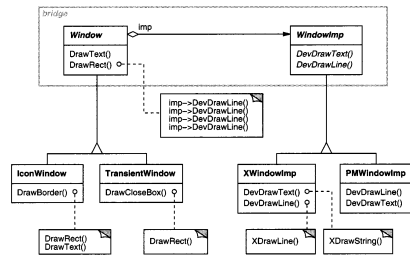 bridge
Window
imp
WindowImp
DrawText()
DrawRect()
DevDrawText()
DevDrawLine()
imp->DevDrawLine()
imp->DevDrawLine()
imp->DevDrawLine()
imp->DevDrawLine()
IconWindow
TransientWindow
XWindowImp
PMWindowImp
DrawBorder()
DrawCloseBox()
DevDrawText()
DevDrawLine()
DevDrawLine()
DevDrawText()
DrawRect()
DrawText()
DrawRect()
XDrawLine()
XDrawString()